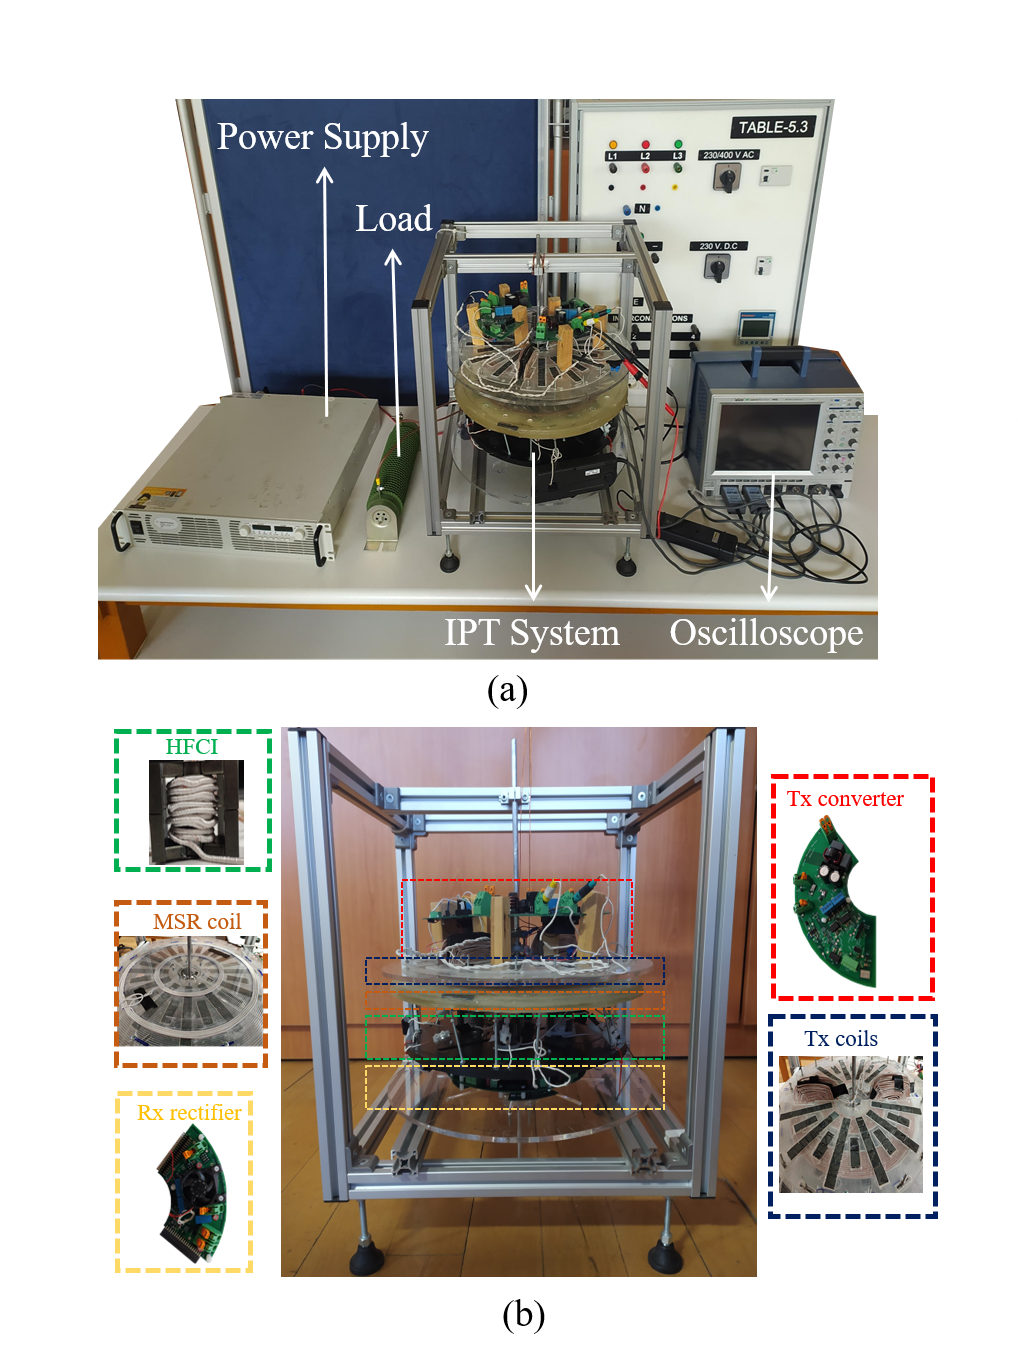 Power Supply
Load
TABLE-5.3
L1 L2 L3
230/400 V AC
N
230 V. D.C
IPT System
Oscilloscope
(a)
HFCI
MSR coil
Rx rectifier
Tx converter
Tx coils
(b)